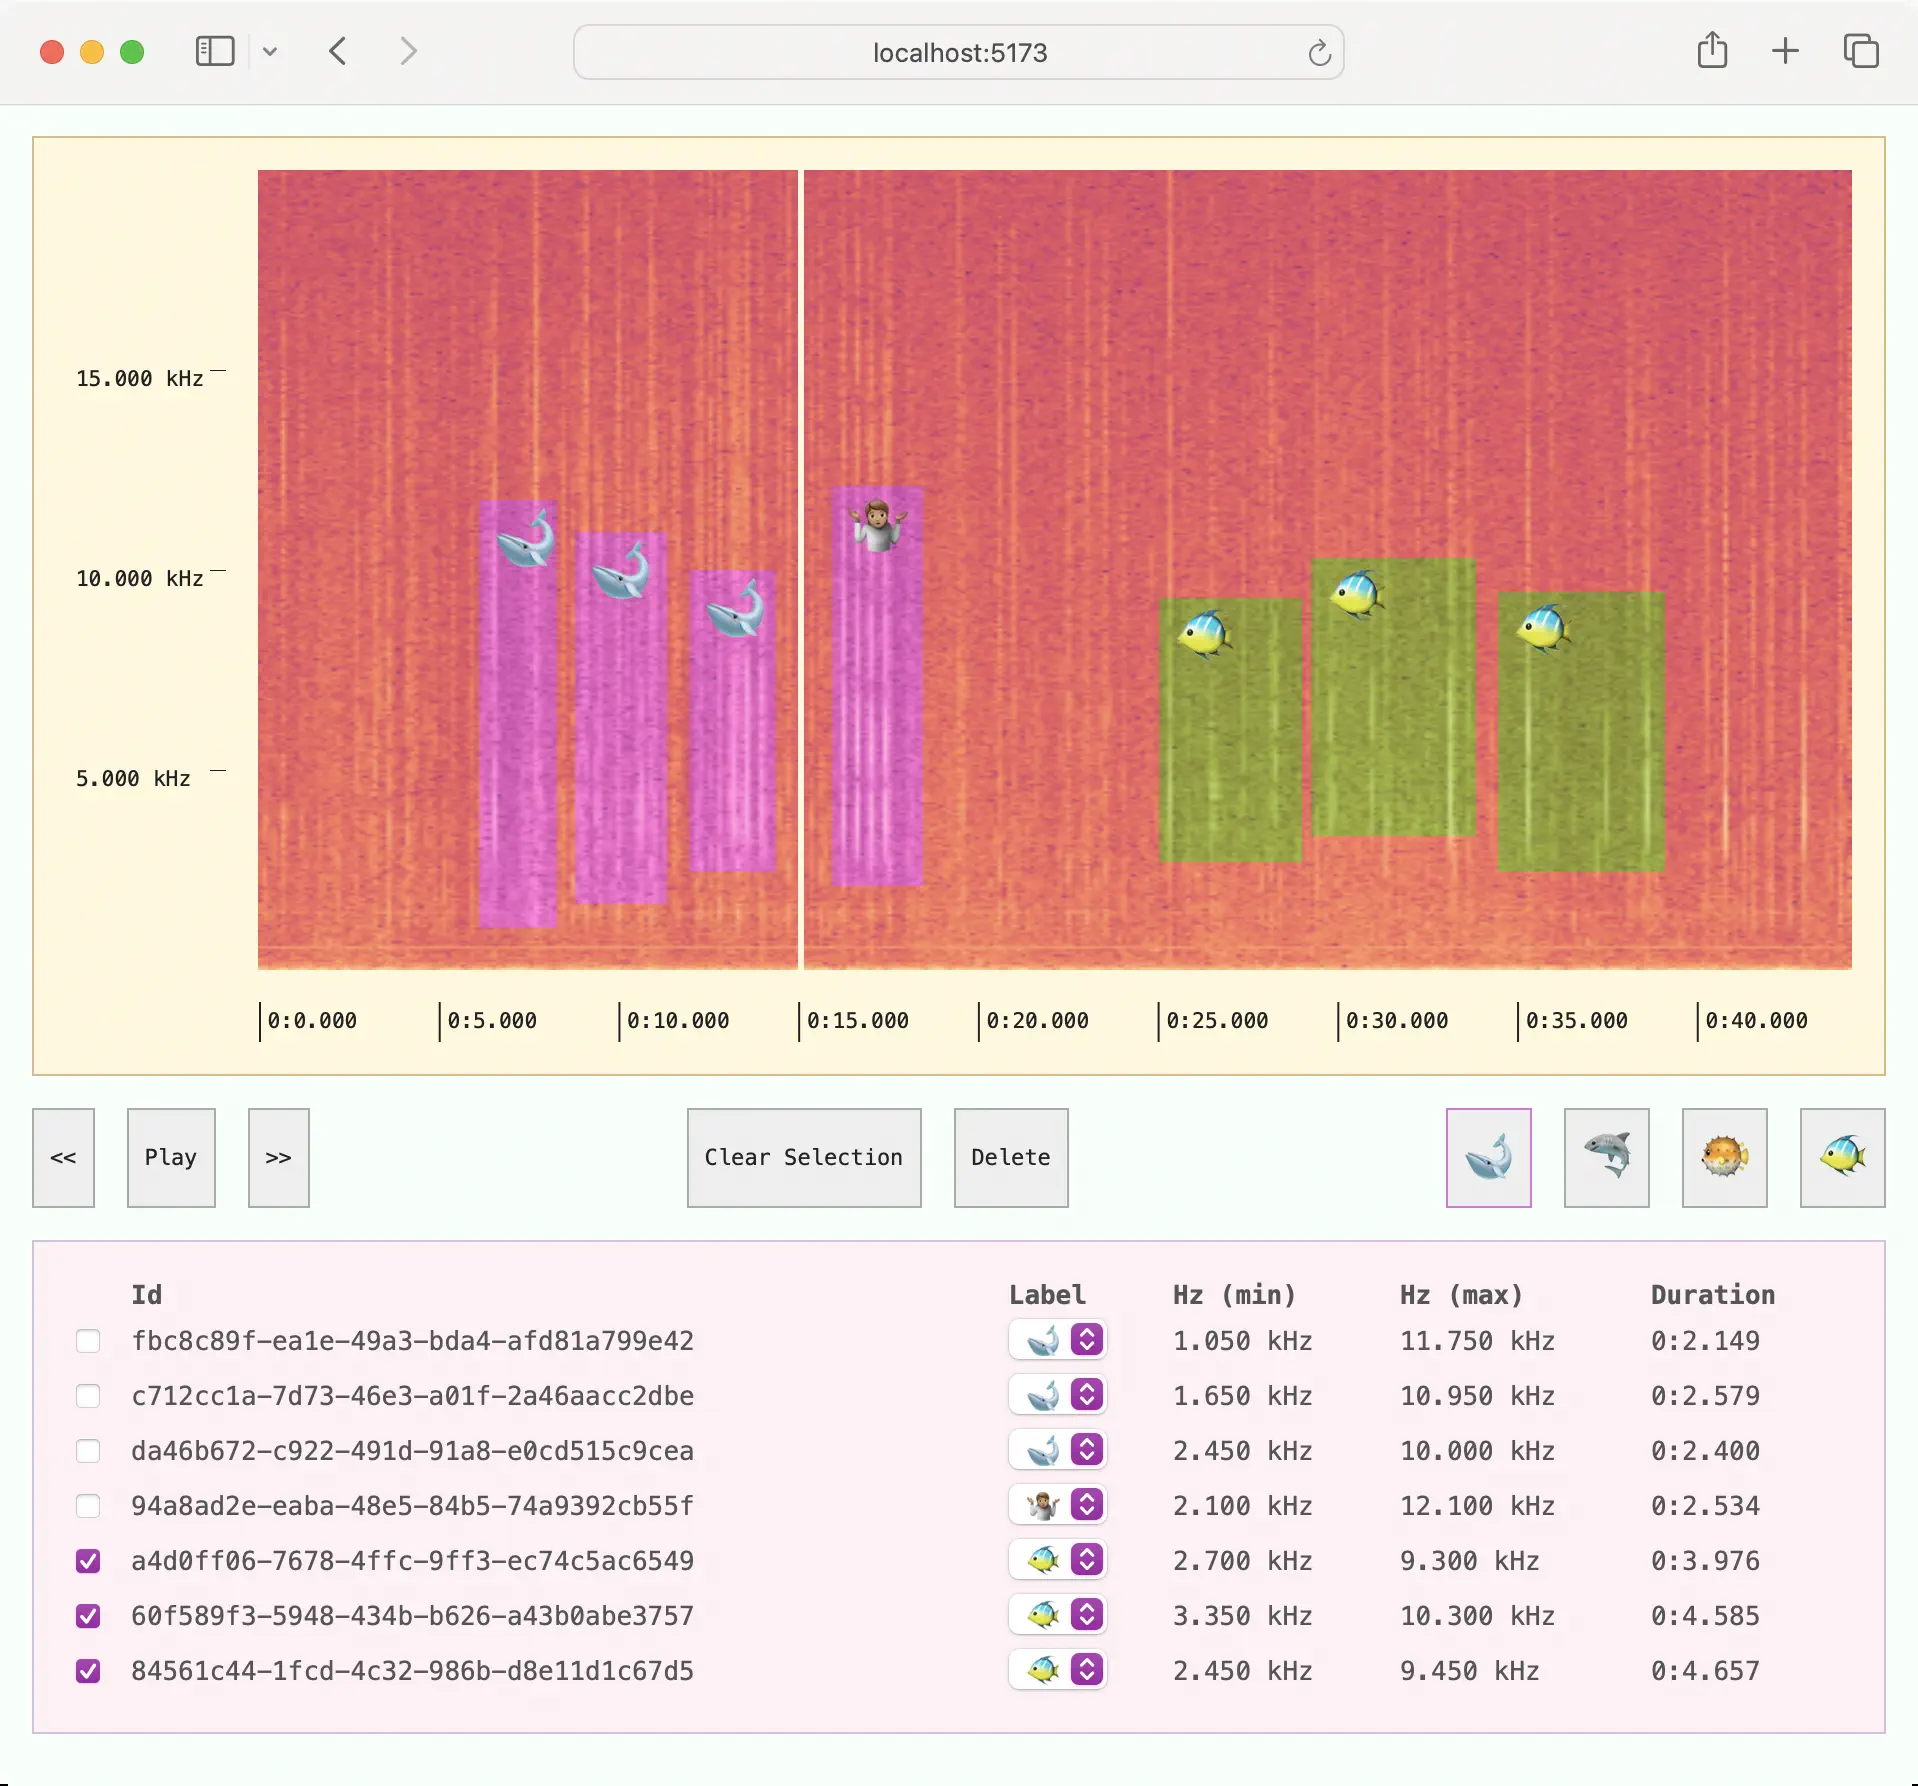 localhost:5173
15.000 kHz
10.000 kHz
5.000 kHz
0:0.000 0:5.000 0:10.000 0:15.000 0:20.000 0:25.000 0:30.000 0:35.000 0:40.000
<< Play >> Clear Selection Delete
Id Label Hz (min) Hz (max) Duration
fbc8c89f-ea1e-49a3-bda4-afd81a799e42 1.050 kHz 11.750 kHz 0:2.149
c712cc1a-7d73-46e3-a01f-2a46aacc2dbe 1.650 kHz 10.950 kHz 0:2.579
da46b672-c922-491d-91a8-e0cd515c9cea 2.450 kHz 10.000 kHz 0:2.400
94a8ad2e-eaba-48e5-84b5-74a9392cb55f 2.100 kHz 12.100 kHz 0:2.534
a4d0ff06-7678-4ffc-9ff3-ec74c5ac6549 2.700 kHz 9.300 kHz 0:3.976
60f589f3-5948-434b-b626-a43b0abe3757 3.350 kHz 10.300 kHz 0:4.585
84561c44-1fcd-4c32-986b-d8e11d1c67d5 2.450 kHz 9.450 kHz 0:4.657